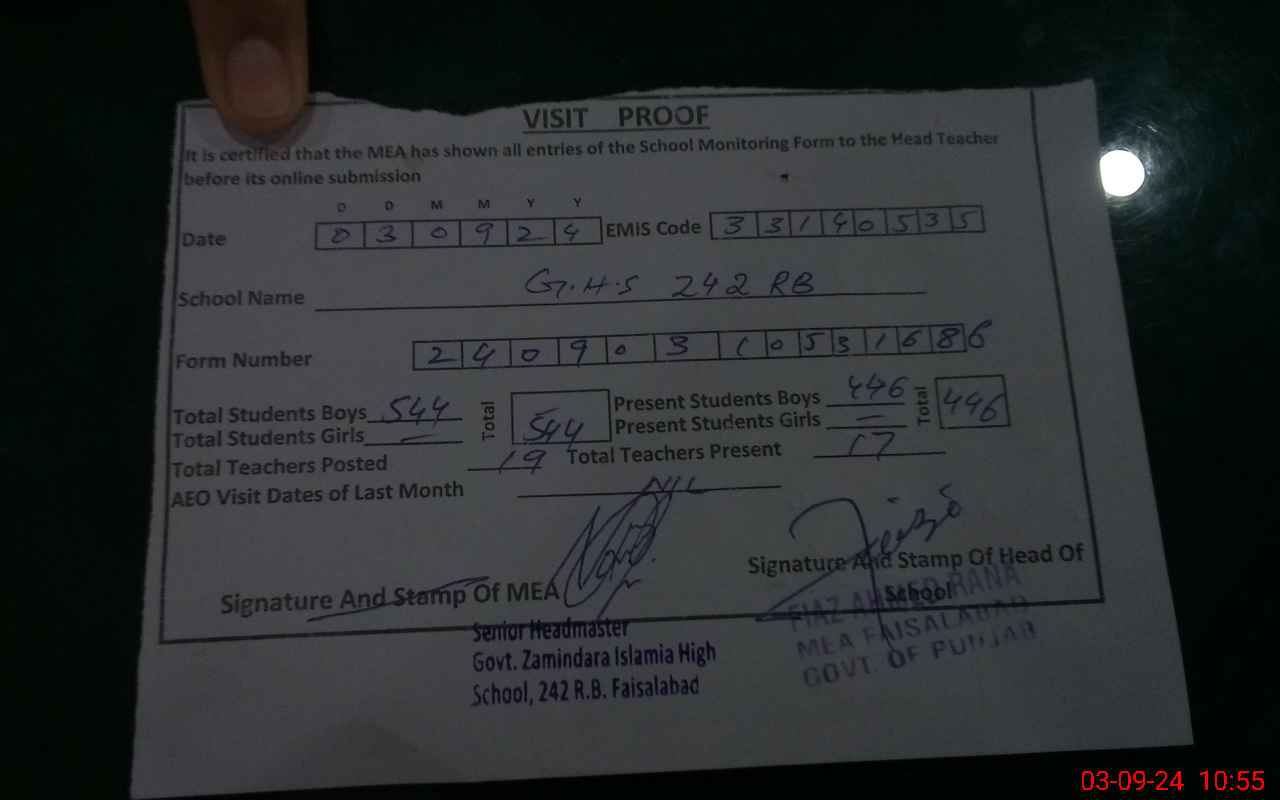 VISIT PROOF
It is certified that the MEA has shown all entries of the School Monitoring Form to the Head Teacher
before its online submission
D D M M Y Y
Date 0 3 0 9 2 4 EMIS Code 3 3 1 4 0 5 3 5
School Name G.H.S 242 RB
Form Number 2 4 0 9 0 3 1 0 5 3 1 6 8 6
Total Students Boys 544 Total 544 Present Students Boys 446 Total 446
Total Students Girls — Present Students Girls —
Total Teachers Posted 19 Total Teachers Present 17
AEO Visit Dates of Last Month NIL
Signature And Stamp Of MEA
Signature And Stamp Of Head Of
School
Senior Headmaster
Govt. Zamindara Islamia High
School, 242 R.B. Faisalabad
FIAZ AHMED RANA
MEA FAISALABAD
GOVT. OF PUNJAB
03-09-24 10:55